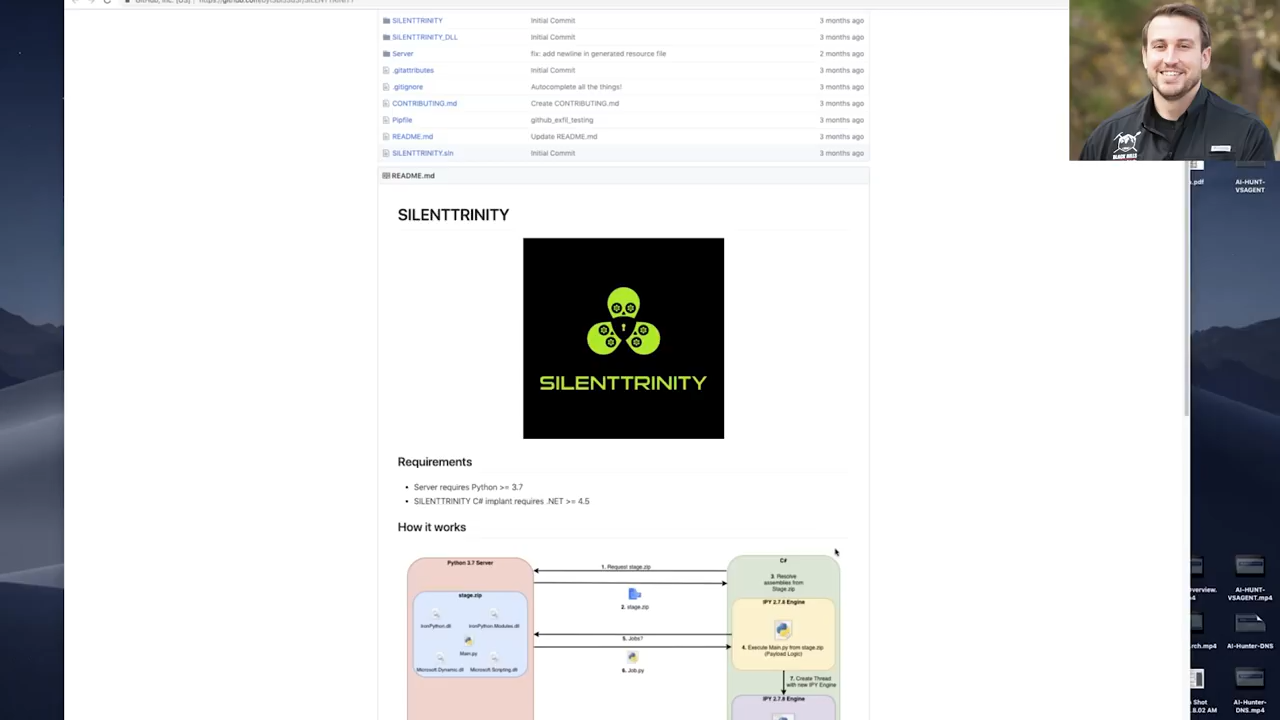 SILENTTRINITY Initial Commit 3 months ago
SILENTTRINITY_DLL Initial Commit 3 months ago
Server fix: add newline in generated resource file 2 months ago
.gitattributes Initial Commit 3 months ago
.gitignore Autocomplete all the things! 3 months ago
CONTRIBUTING.md Create CONTRIBUTING.md 3 months ago
Pipfile github_exfil_testing 3 months ago
README.md Update README.md 3 months ago
SILENTTRINITY.sln Initial Commit 3 months ago
BLACK HILLS
.pdf
AI-HUNT-
VSAGENT
README.md
SILENTTRINITY
SILENTTRINITY
Requirements
Server requires Python >= 3.7
SILENTTRINITY C# implant requires .NET >= 4.5
How it works
Python 3.7 Server
stage.zip
IronPython.dll IronPython.Modules.dll
Main.py
Microsoft.Dynamic.dll Microsoft.Scripting.dll
1. Request stage.zip
2. stage.zip
5. Jobs?
6. Job.py
C#
3. Resolve
assemblies from
Stage.zip
IPY 2.7.8 Engine
4. Execute Main.py from stage.zip
(Payload Logic)
7. Create Thread
with new IPY Engine
IPY 2.7.8 Engine
AI-HUNT-
VSAGENT.mp4
AI-Hunter-DNS
AI-Hunter-
DNS.mp4